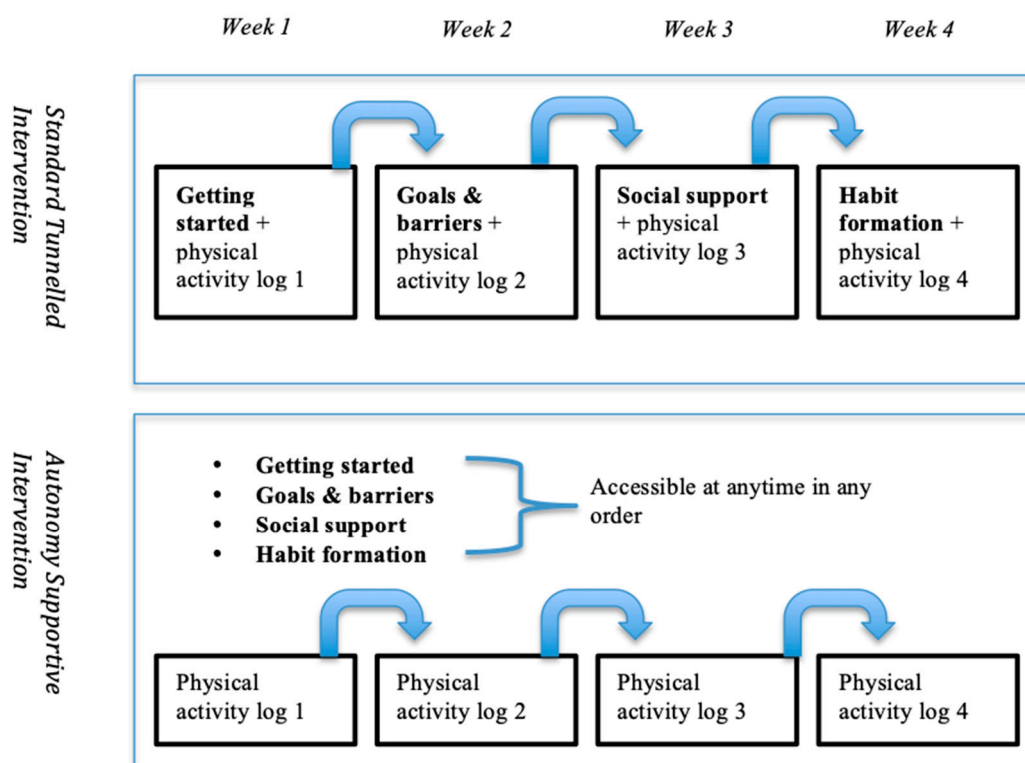 Week 1
Week 2
Week 3
Week 4
Standard Tunnelled
Intervention
Getting
started +
physical
activity log 1
Goals &
barriers +
physical
activity log 2
Social support
+ physical
activity log 3
Habit
formation +
physical
activity log 4
Autonomy Supportive
Intervention
• Getting started
• Goals & barriers
• Social support
• Habit formation
Accessible at anytime in any
order
Physical
activity log 1
Physical
activity log 2
Physical
activity log 3
Physical
activity log 4